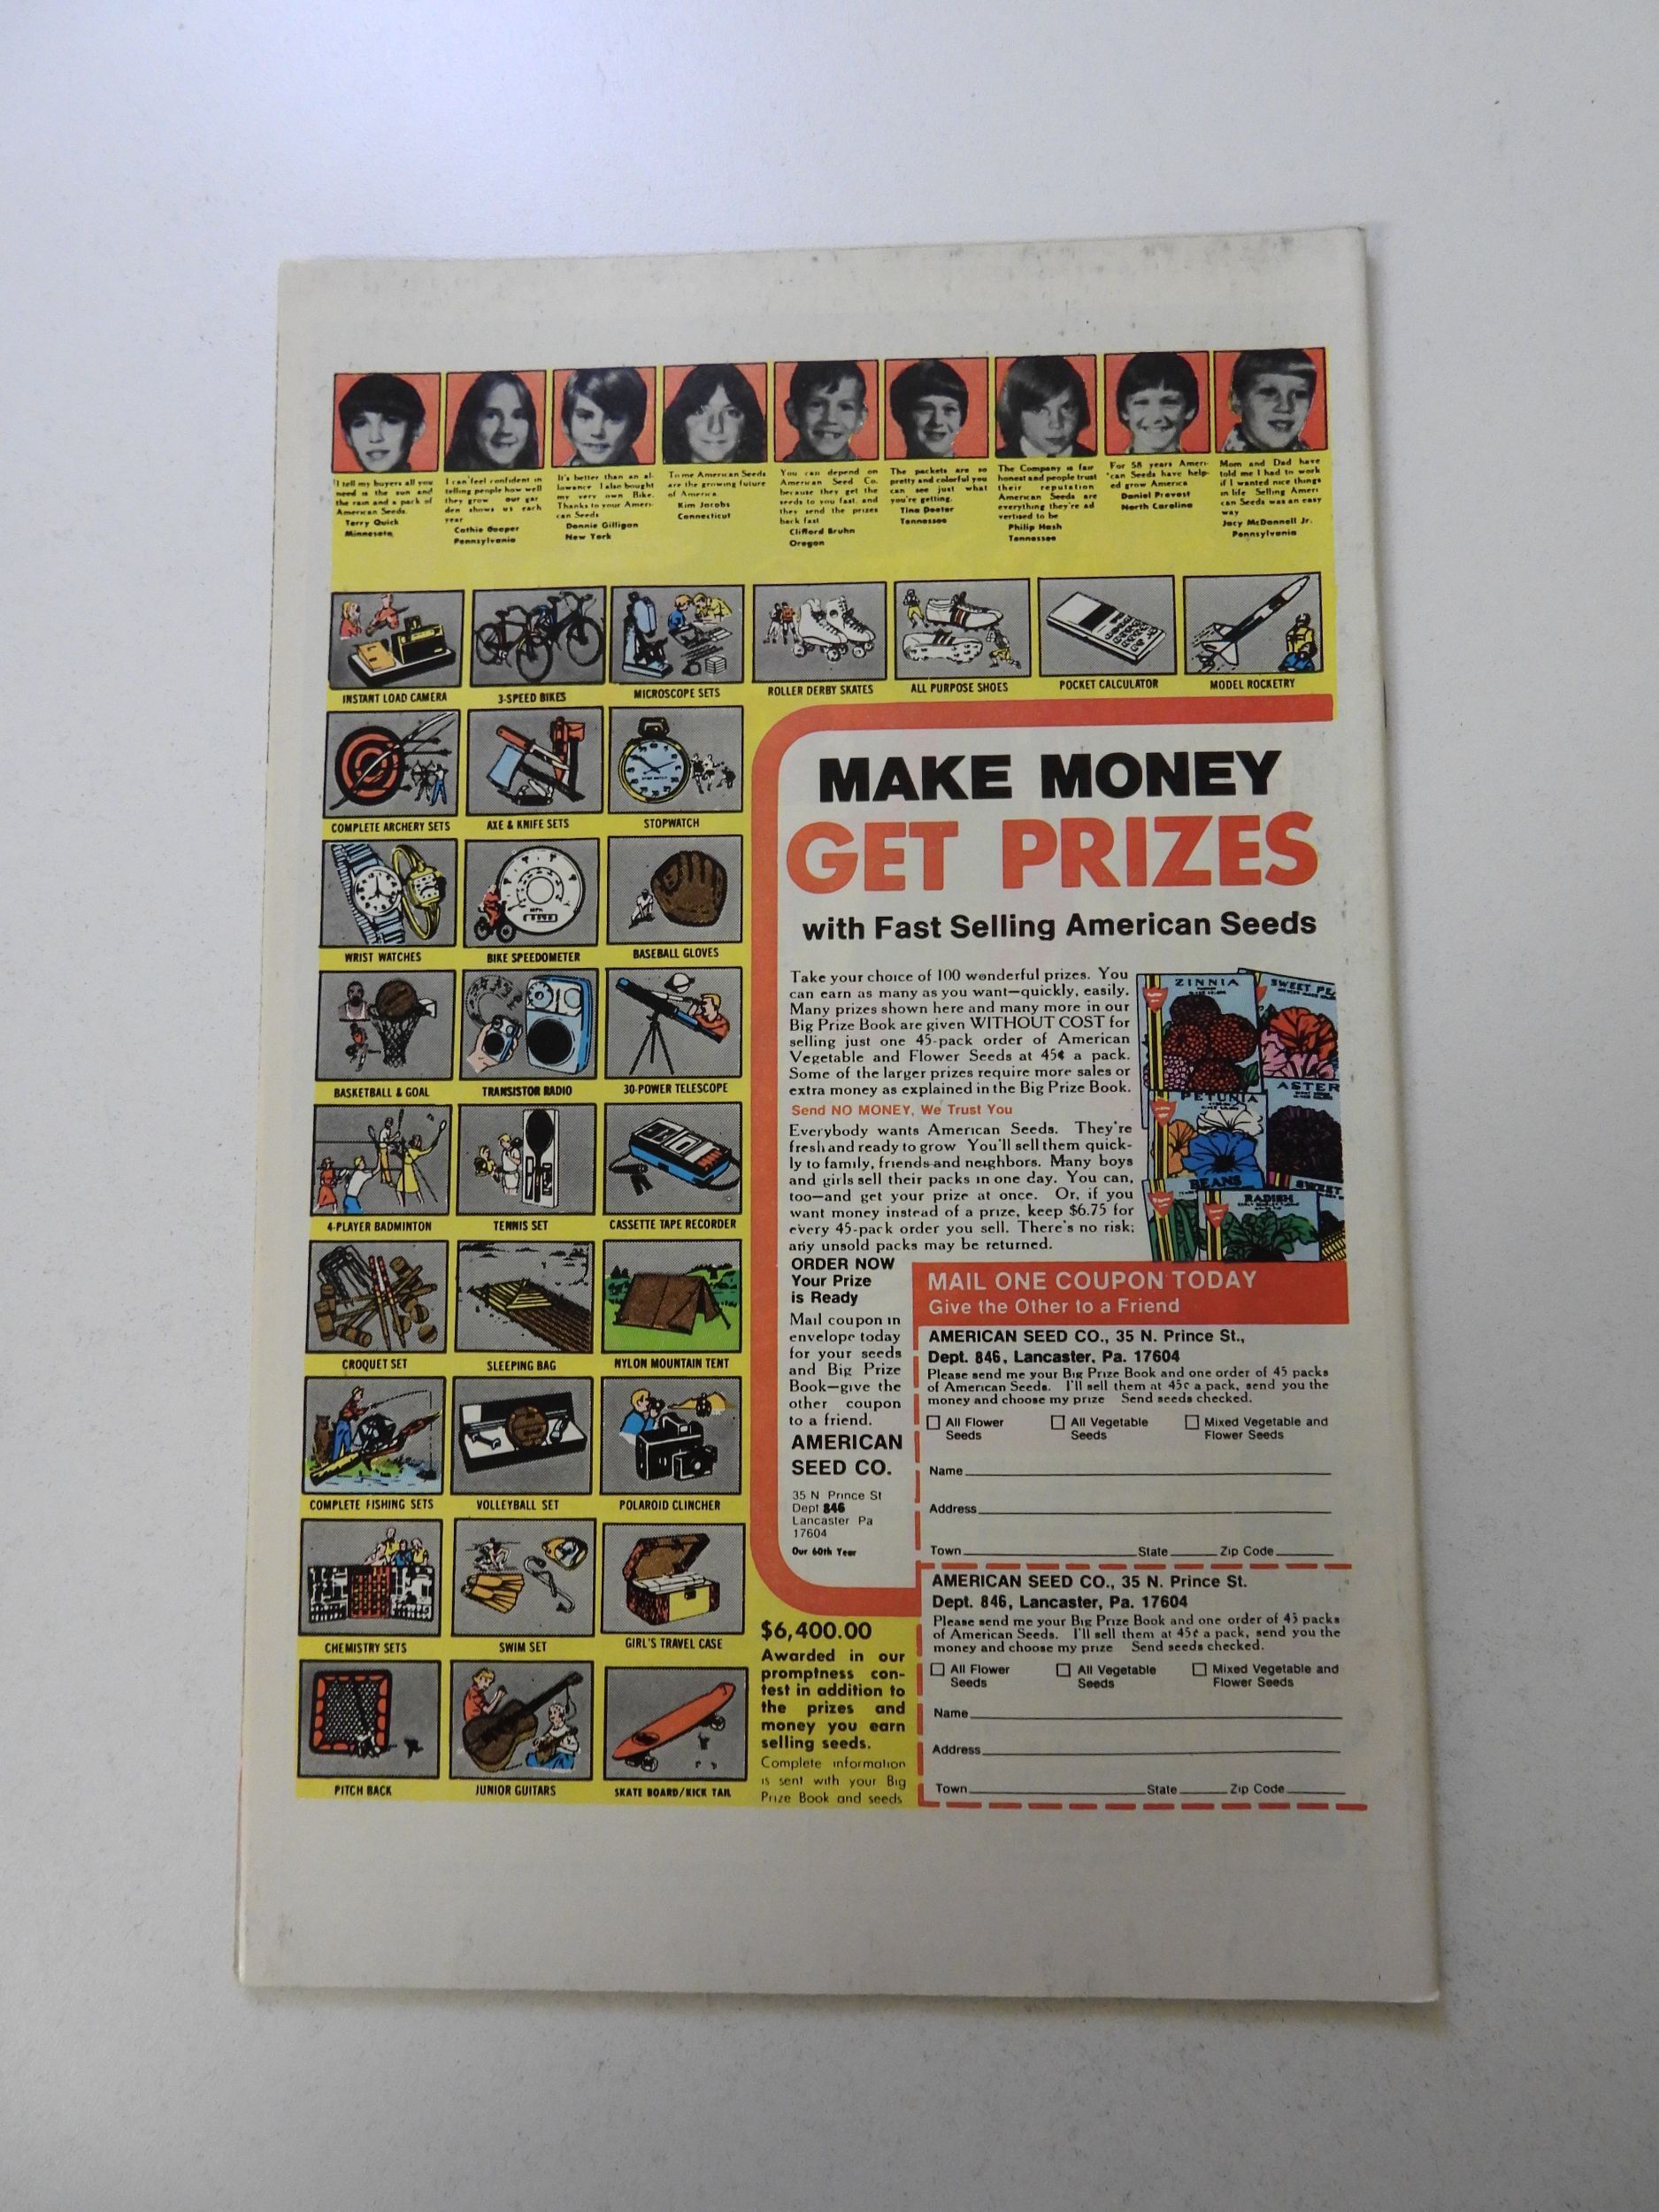 I tell my buyers all you
need is the sun and
the rain and a pack of
American Seeds.
Terry Quick
Minnesota
I can feel confident in
telling people how well
they grow our gar
den shows us each
year
Cathie Cooper
Pennsylvania
It's better than an al-
lowance I also bought
my very own Bike.
Thanks to your Ameri-
can Seeds
Donnie Gilligan
New York
To me American Seeds
are the growing future
of America
Kim Jacobs
Connecticut
You can depend on
American Seed Co.
because they get the
seeds to you fast, and
they send the prizes
back fast
Clifford Bruhn
Oregon
The packets are so
pretty and colorful you
can see just what
you're getting.
Tina Deeter
Tennessee
The Company is fair
honest and people trust
their reputation
American Seeds are
everything they're ad
vertised to be
Philip Hash
Tennessee
For 58 years Ameri-
can Seeds have help-
ed grow America
Daniel Prevost
North Carolina
Mom and Dad have
told me I had to work
if I wanted nice things
in life Selling Ameri
can Seeds was an easy
way
Jacy McDonnell Jr.
Pennsylvania
INSTANT LOAD CAMERA
3-SPEED BIKES
MICROSCOPE SETS
ROLLER DERBY SKATES
ALL PURPOSE SHOES
POCKET CALCULATOR
MODEL ROCKETRY
COMPLETE ARCHERY SETS
AXE & KNIFE SETS
STOPWATCH
WRIST WATCHES
BIKE SPEEDOMETER
BASEBALL GLOVES
BASKETBALL & GOAL
TRANSISTOR RADIO
30-POWER TELESCOPE
4-PLAYER BADMINTON
TENNIS SET
CASSETTE TAPE RECORDER
CROQUET SET
SLEEPING BAG
NYLON MOUNTAIN TENT
COMPLETE FISHING SETS
VOLLEYBALL SET
POLAROID CLINCHER
CHEMISTRY SETS
SWIM SET
GIRL'S TRAVEL CASE
PITCH BACK
JUNIOR GUITARS
SKATE BOARD/KICK TAIL
MAKE MONEY
GET PRIZES
with Fast Selling American Seeds
Take your choice of 100 wonderful prizes. You
can earn as many as you want—quickly, easily.
Many prizes shown here and many more in our
Big Prize Book are given WITHOUT COST for
selling just one 45-pack order of American
Vegetable and Flower Seeds at 45¢ a pack.
Some of the larger prizes require more sales or
extra money as explained in the Big Prize Book.
Send NO MONEY, We Trust You
Everybody wants American Seeds. They're
fresh and ready to grow You'll sell them quick-
ly to family, friends and neighbors. Many boys
and girls sell their packs in one day. You can,
too—and get your prize at once. Or, if you
want money instead of a prize, keep $6.75 for
every 45-pack order you sell. There's no risk;
any unsold packs may be returned.
ZINNIA
SWEET PE
ASTER
PETUNIA
BEANS
RADISH
SWEET
ORDER NOW
Your Prize
is Ready
Mail coupon in
envelope today
for your seeds
and Big Prize
Book—give the
other coupon
to a friend.
AMERICAN
SEED CO.
35 N Prince St
Dept 846
Lancaster Pa
17604
Our 60th Year
$6,400.00
Awarded in our
promptness con-
test in addition to
the prizes and
money you earn
selling seeds.
Complete information
is sent with your Big
Prize Book and seeds
MAIL ONE COUPON TODAY
Give the Other to a Friend
AMERICAN SEED CO., 35 N. Prince St.,
Dept. 846, Lancaster, Pa. 17604
Please send me your Big Prize Book and one order of 45 packs
of American Seeds. I'll sell them at 45¢ a pack, send you the
money and choose my prize Send seeds checked.
All Flower Seeds
All Vegetable Seeds
Mixed Vegetable and Flower Seeds
Name
Address
Town State Zip Code
AMERICAN SEED CO., 35 N. Prince St.
Dept. 846, Lancaster, Pa. 17604
Please send me your Big Prize Book and one order of 45 packs
of American Seeds. I'll sell them at 45¢ a pack, send you the
money and choose my prize Send seeds checked.
All Flower Seeds
All Vegetable Seeds
Mixed Vegetable and Flower Seeds
Name
Address
Town State Zip Code